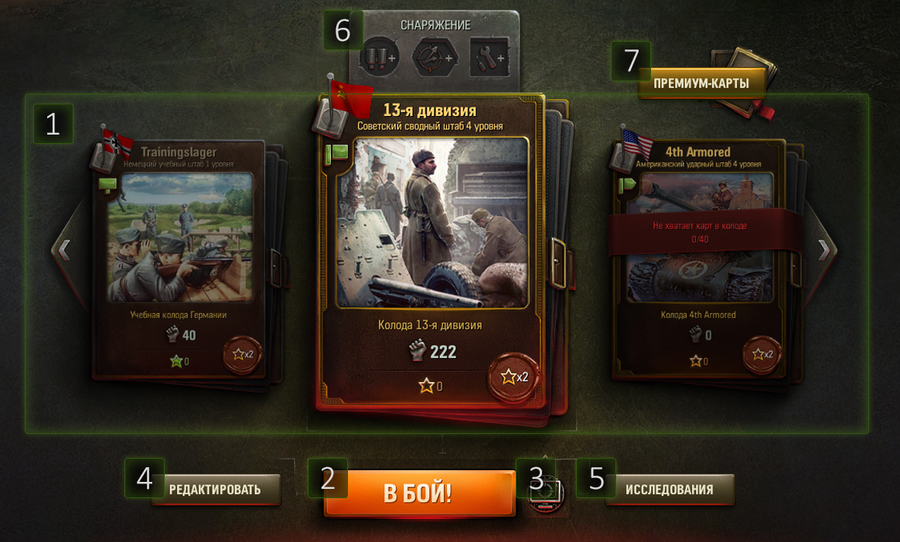 6
СНАРЯЖЕНИЕ
7
ПРЕМИУМ-КАРТЫ
1
Trainingslager
Немецкий учебный штаб 1 уровня
Учебная колода Германии
40
0
x2
13-я дивизия
Советский сводный штаб 4 уровня
Колода 13-я дивизия
222
0
x2
4th Armored
Американский ударный штаб 4 уровня
Не хватает карт в колоде
0/40
Колода 4th Armored
0
0
x2
4
РЕДАКТИРОВАТЬ
2
В БОЙ!
3
5
ИССЛЕДОВАНИЯ